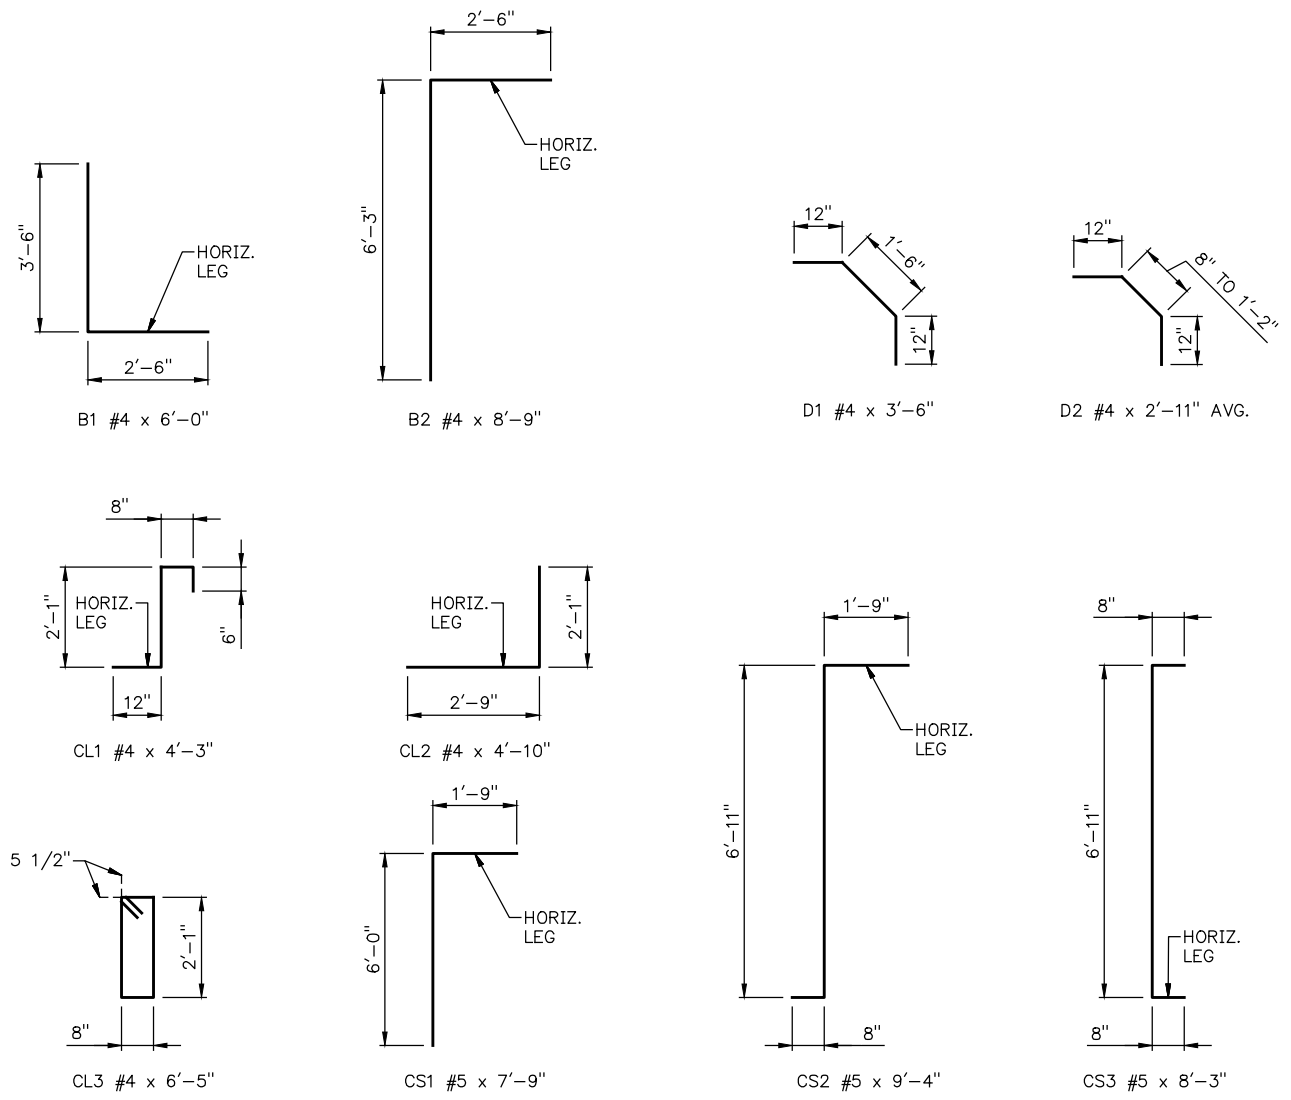 2'-6"
3'-6"
HORIZ.
LEG
2'-6"
B1 #4 x 6'-0"
6'-3"
HORIZ.
LEG
B2 #4 x 8'-9"
12"
1'-6"
12"
D1 #4 x 3'-6"
12"
8" TO 1'-2"
12"
D2 #4 x 2'-11" AVG.
8"
2'-1"
HORIZ.
LEG
6"
12"
CL1 #4 x 4'-3"
HORIZ.
LEG
2'-1"
2'-9"
CL2 #4 x 4'-10"
1'-9"
6'-11"
HORIZ.
LEG
8"
CS2 #5 x 9'-4"
8"
6'-11"
HORIZ.
LEG
8"
CS3 #5 x 8'-3"
5 1/2"
2'-1"
8"
CL3 #4 x 6'-5"
1'-9"
6'-0"
HORIZ.
LEG
CS1 #5 x 7'-9"